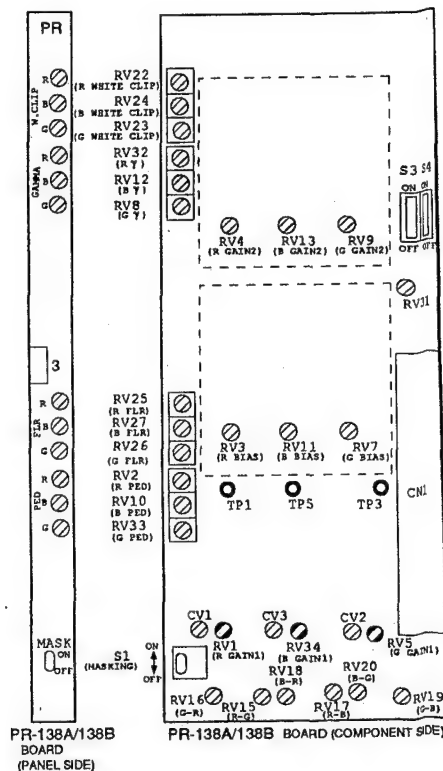 PR
W.CLIP
R
B
G
GAMMA
R
B
G
3
FLR
R
B
G
PED
R
B
G
MASK
ON
OFF
PR-138A/138B
BOARD
(PANEL SIDE)
RV22
(R WHITE CLIP)
RV24
(B WHITE CLIP)
RV23
(G WHITE CLIP)
RV32
(R γ)
RV12
(B γ)
RV8
(G γ)
S3 S4
ON ON
OFF OFF
RV4
(R GAIN2)
RV13
(B GAIN2)
RV9
(G GAIN2)
RV31
RV25
(R FLR)
RV27
(B FLR)
RV26
(G FLR)
RV2
(R PED)
RV10
(B PED)
RV33
(G PED)
RV3
(R BIAS)
RV11
(B BIAS)
RV7
(G BIAS)
TP1 TP5 TP3
CN1
CV1 CV3 CV2
RV1
(R GAIN1)
RV34
(B GAIN1)
RV5
(G GAIN1)
S1
(MASKING)
ON
OFF
RV18
(B-R)
RV20
(B-G)
RV16
(G-R)
RV15
(R-G)
RV17
(R-B)
RV19
(G-B)
PR-138A/138B BOARD (COMPONENT SIDE)